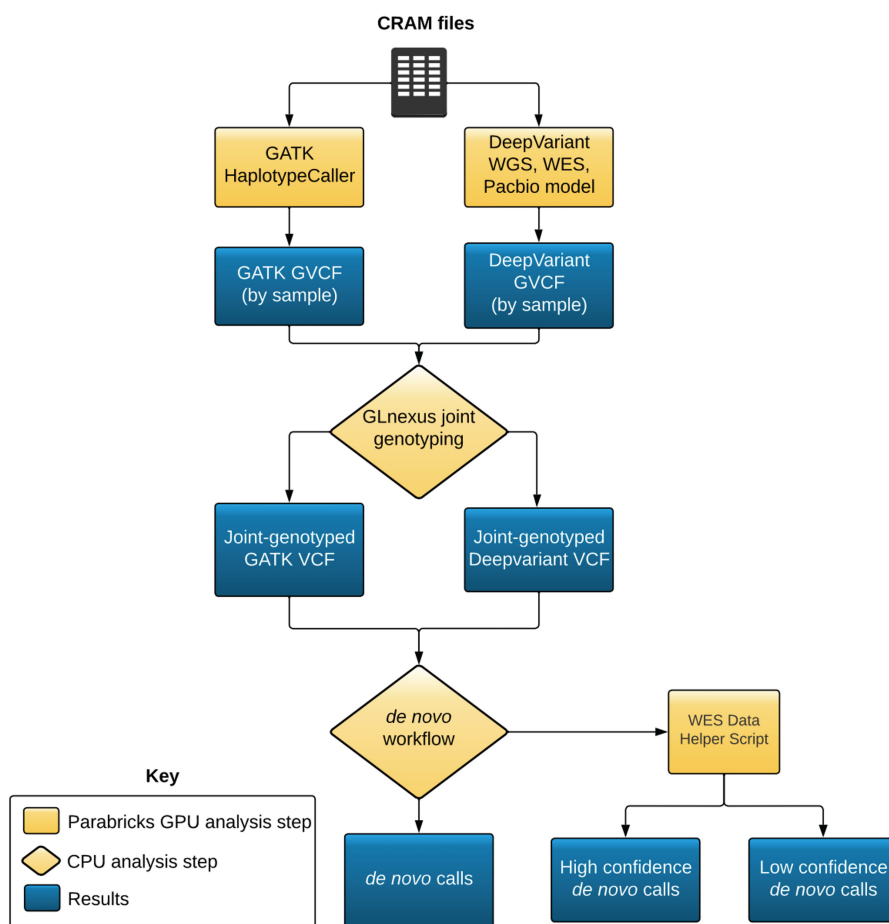 CRAM files
GATK
HaplotypeCaller
DeepVariant
WGS, WES,
Pacbio model
GATK GVCF
(by sample)
DeepVariant
GVCF
(by sample)
GLnexus joint
genotyping
Joint-genotyped
GATK VCF
Joint-genotyped
Deepvariant VCF
de novo
workflow
WES Data
Helper Script
Key
Parabricks GPU analysis step
CPU analysis step
Results
de novo calls
High confidence
de novo calls
Low confidence
de novo calls